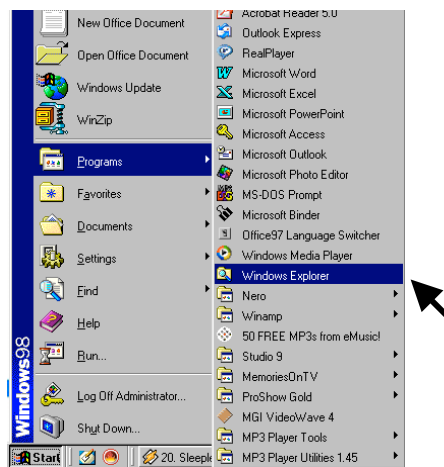 New Office Document
Open Office Document
Windows Update
WinZip
Programs
Favorites
Documents
Settings
Find
Help
Run...
Log Off Administrator...
Shut Down...
Windows98
Acrobat Reader 5.0
Outlook Express
RealPlayer
Microsoft Word
Microsoft Excel
Microsoft PowerPoint
Microsoft Access
Microsoft Outlook
Microsoft Photo Editor
MS-DOS Prompt
Microsoft Binder
Office97 Language Switcher
Windows Media Player
Windows Explorer
Nero
Winamp
50 FREE MP3s from eMusic!
Studio 9
MemoriesOnTV
ProShow Gold
MGI VideoWave 4
MP3 Player Tools
MP3 Player Utilities 1.45
Start
20. Sleeple